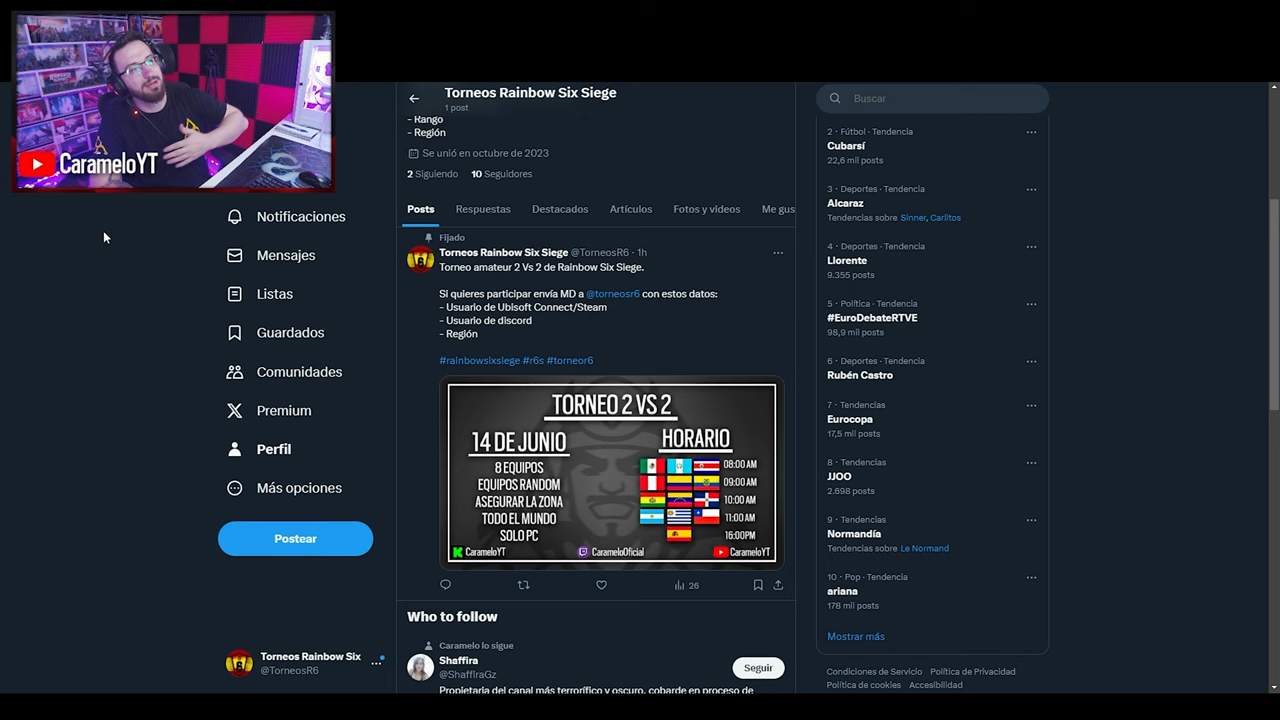 CarameloYT
Notificaciones
Mensajes
Listas
Guardados
Comunidades
Premium
Perfil
Más opciones
Postear
Torneos Rainbow Six
@TorneosR6
Torneos Rainbow Six Siege
1 post
- Rango
- Región
Se unló en octubre de 2023
2 Siguiendo 10 Seguidores
Posts Respuestas Destacados Artículos Fotos y videos Me gus
Fijado
Torneos Rainbow Six Siege @TorneosR6 · 1h
Torneo amateur 2 Vs 2 de Rainbow Six Siege.
Si quieres participar envía MD a @torneosr6 con estos datos:
- Usuario de Ubisoft Connect/Steam
- Usuario de discord
- Región
#rainbowsixsiege #r6s #torneor6
TORNEO 2 VS 2
14 DE JUNIO
8 EQUIPOS
EQUIPOS RANDOM
ASEGURAR LA ZONA
TODO EL MUNDO
SOLO PC
HORARIO
08:00 AM
09:00 AM
10:00 AM
11:00 AM
16:00PM
CarameloYT CarameloOficial CarameloYT
26
Who to follow
Caramelo lo sigue
Shaffira
@ShaffiraGz
Seguir
Propietaria del canal más terrorífico y oscuro, cobarde en proceso de
Buscar
2 · Fútbol · Tendencia
Cubarsí
22,6 mil posts
3 · Deportes · Tendencia
Alcaraz
Tendencias sobre Sinner, Carlitos
4 · Deportes · Tendencia
Llorente
9.355 posts
5 · Política · Tendencia
#EuroDebateRTVE
98,9 mil posts
6 · Deportes · Tendencia
Rubén Castro
7 · Tendencias
Eurocopa
17,5 mil posts
8 · Tendencias
JJOO
2.698 posts
9 · Tendencias
Normandía
Tendencias sobre Le Normand
10 · Pop · Tendencia
ariana
178 mil posts
Mostrar más
Condiciones de Servicio Política de Privacidad
Política de cookies Accesibilidad